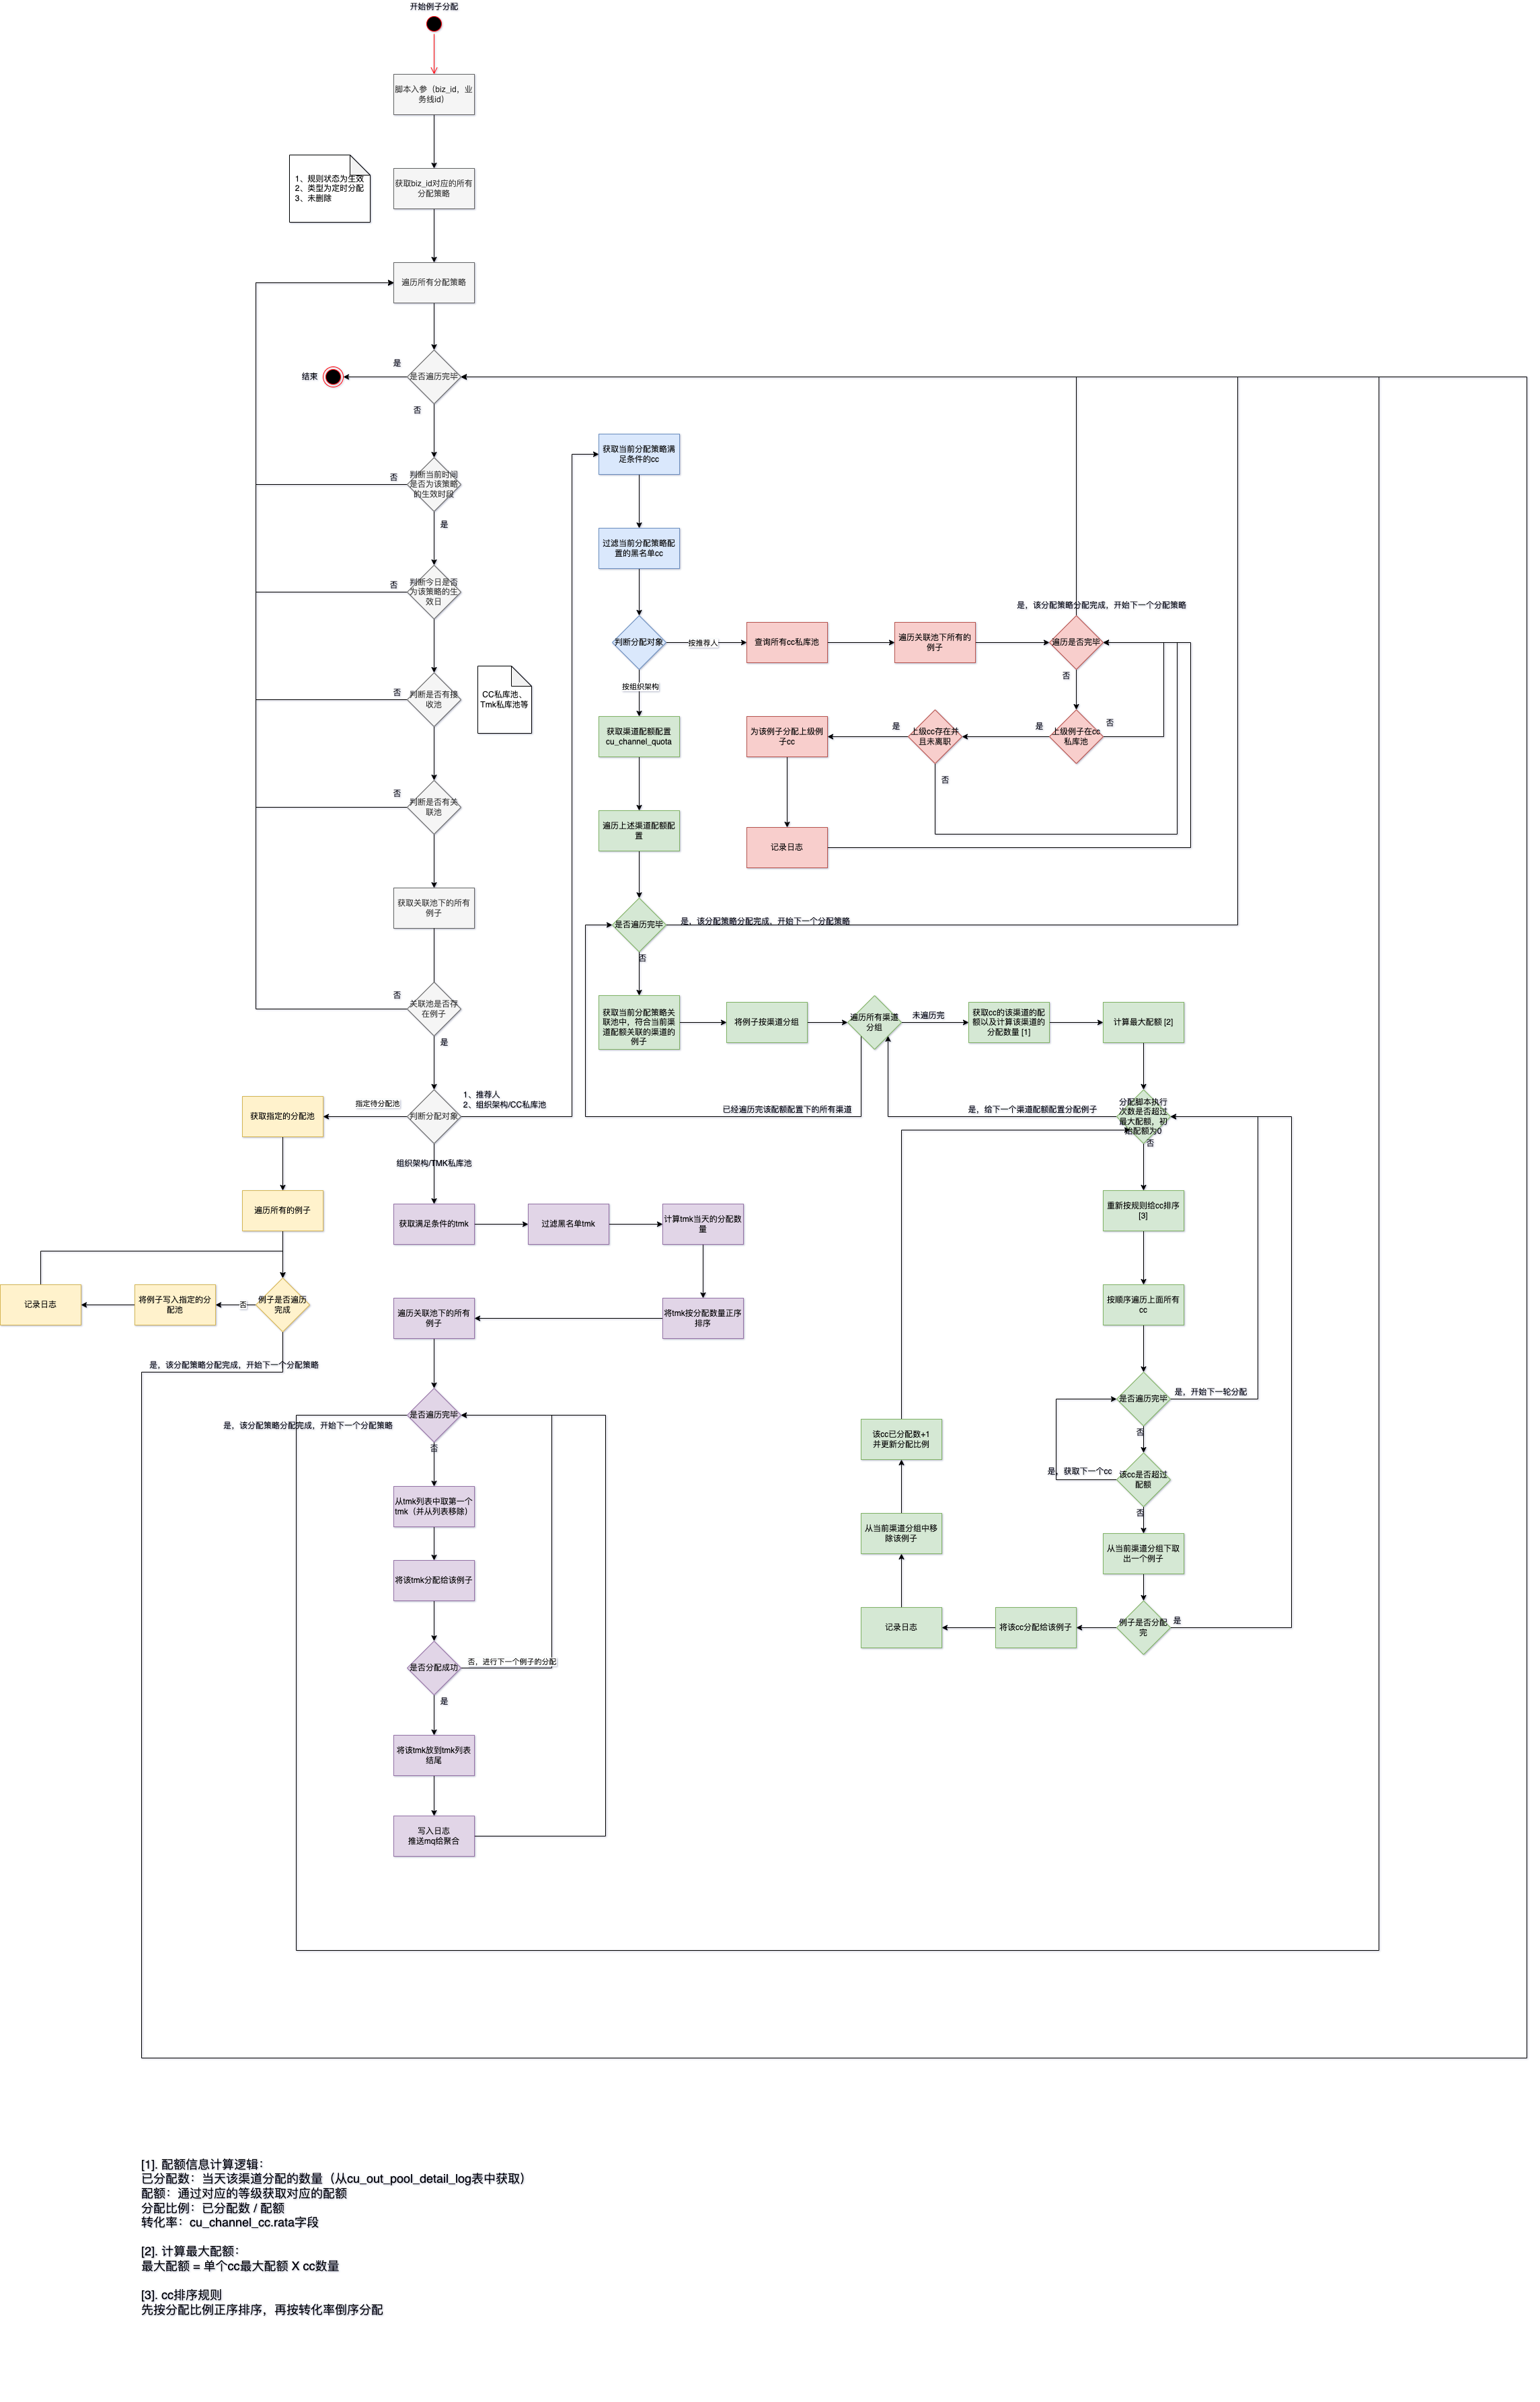 开始例子分配
脚本入参（biz_id，业
务线id）
1、规则状态为生效
2、类型为定时分配
3、未删除
获取biz_id对应的所有
分配策略
遍历所有分配策略
是
结束
是否遍历完毕
否
获取当前分配策略满
足条件的cc
否
判断当前时间
是否为该策略
的生效时段
是
过滤当前分配策略配
置的黑名单cc
否
判断今日是否
为该策略的生
效日
是，该分配策略分配完成，开始下一个分配策略
判断分配对象
按推荐人
查询所有cc私库池
遍历关联池下所有的
例子
遍历是否完毕
否
按组织架构
否
判断是否有接
收池
CC私库池、
Tmk私库池等
获取渠道配额配置
cu_channel_quota
为该例子分配上级例
子cc
是
上级cc存在并
且未离职
是
上级例子在cc
私库池
否
否
否
判断是否有关
联池
遍历上述渠道配额配
置
记录日志
获取关联池下的所有
例子
是否遍历完毕
是，该分配策略分配完成，开始下一个分配策略
否
否
关联池是否存
在例子
是
获取当前分配策略关
联池中，符合当前渠
道配额关联的渠道的
例子
将例子按渠道分组
遍历所有渠道
分组
未遍历完
获取cc的该渠道的配
额以及计算该渠道的
分配数量 [1]
计算最大配额 [2]
获取指定的分配池
指定待分配池
判断分配对象
1、推荐人
2、组织架构/CC私库池
已经遍历完该配额配置下的所有渠道
是，给下一个渠道配额配置分配例子
分配脚本执行
次数是否超过
最大配额，初
始配额为0
否
组织架构/TMK私库池
遍历所有的例子
获取满足条件的tmk
过滤黑名单tmk
计算tmk当天的分配数
量
重新按规则给cc排序
[3]
记录日志
将例子写入指定的分
配池
否
例子是否遍历
完成
遍历关联池下的所有
例子
将tmk按分配数量正序
排序
按顺序遍历上面所有
cc
是，该分配策略分配完成，开始下一个分配策略
是否遍历完毕
是，开始下一轮分配
否
是，该分配策略分配完成，开始下一个分配策略
是否遍历完毕
否
该cc已分配数+1
并更新分配比例
是，获取下一个cc
该cc是否超过
配额
否
从tmk列表中取第一个
tmk（并从列表移除）
从当前渠道分组中移
除该例子
从当前渠道分组下取
出一个例子
将该tmk分配给该例子
记录日志
将该cc分配给该例子
例子是否分配
完
是
是否分配成功
否，进行下一个例子的分配
是
将该tmk放到tmk列表
结尾
写入日志
推送mq给聚合
[1]. 配额信息计算逻辑：
已分配数：当天该渠道分配的数量（从cu_out_pool_detail_log表中获取）
配额：通过对应的等级获取对应的配额
分配比例：已分配数 / 配额
转化率：cu_channel_cc.rata字段
[2]. 计算最大配额：
最大配额 = 单个cc最大配额 X cc数量
[3]. cc排序规则
先按分配比例正序排序，再按转化率倒序分配